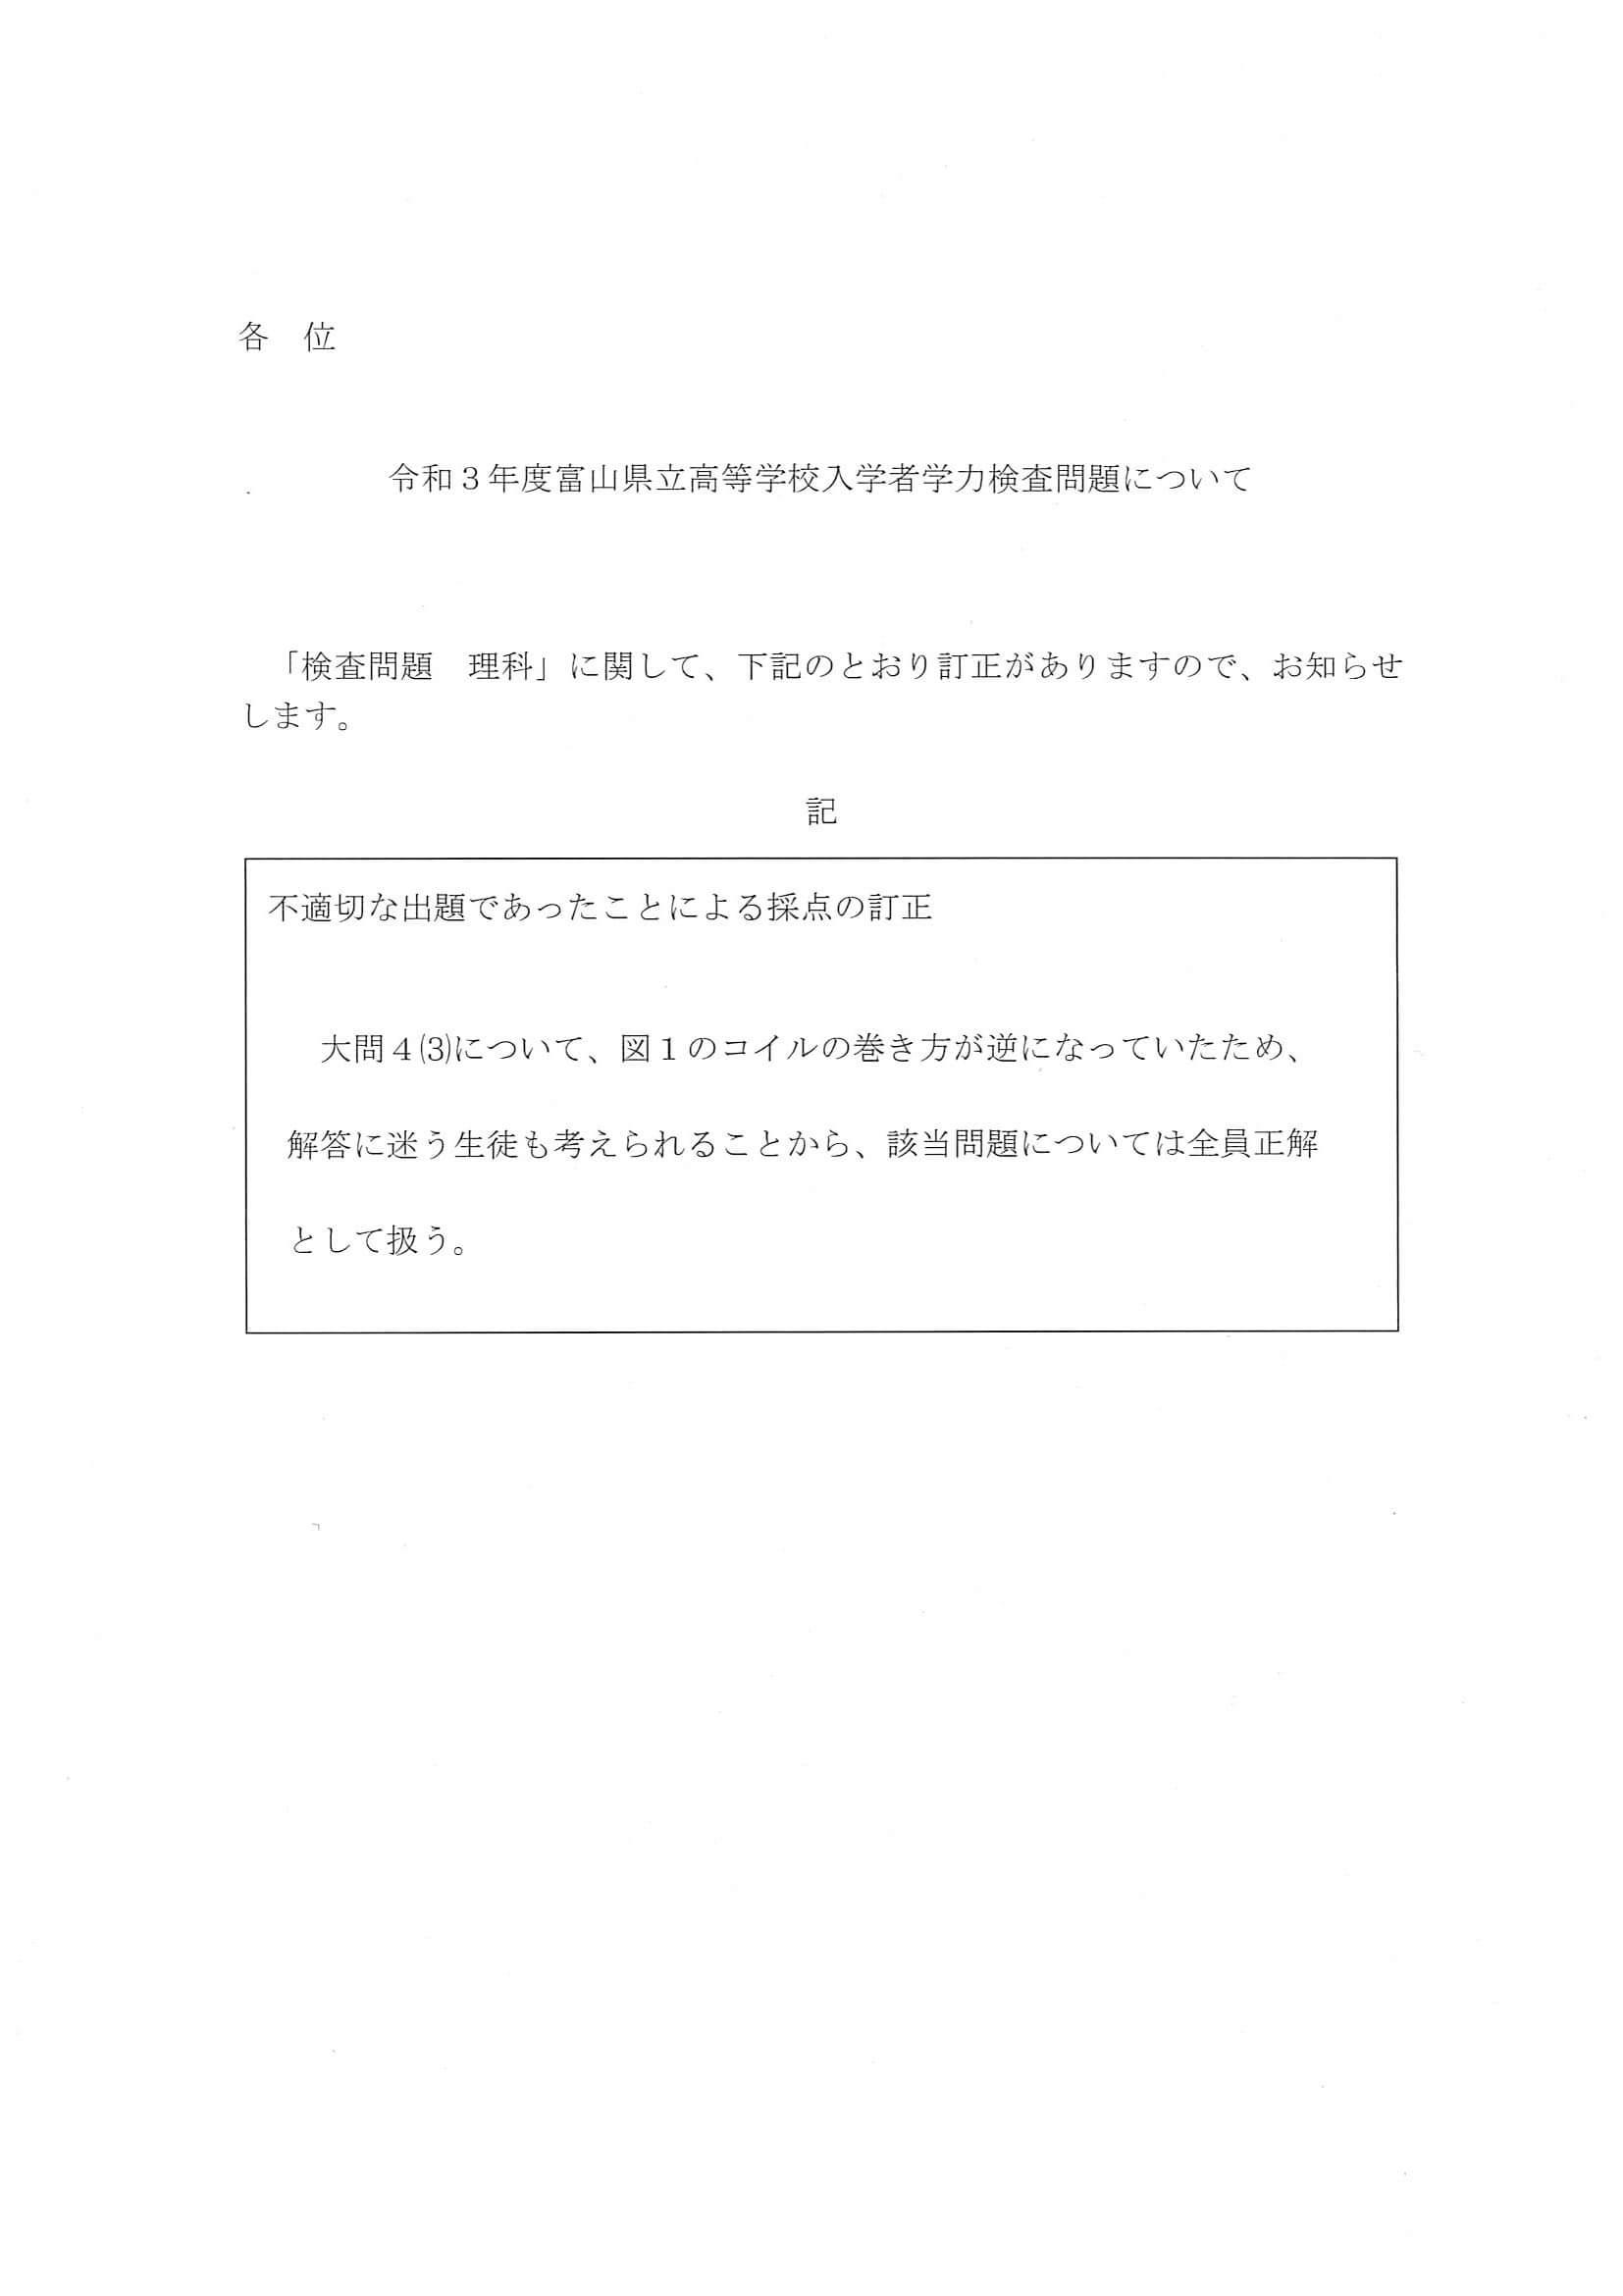 各　位
令和３年度富山県立高等学校入学者学力検査問題について
「検査問題　理科」に関して、下記のとおり訂正がありますので、お知らせ
します。
記
不適切な出題であったことによる採点の訂正
大問４⑶について、図１のコイルの巻き方が逆になっていたため、
解答に迷う生徒も考えられることから、該当問題については全員正解
として扱う。